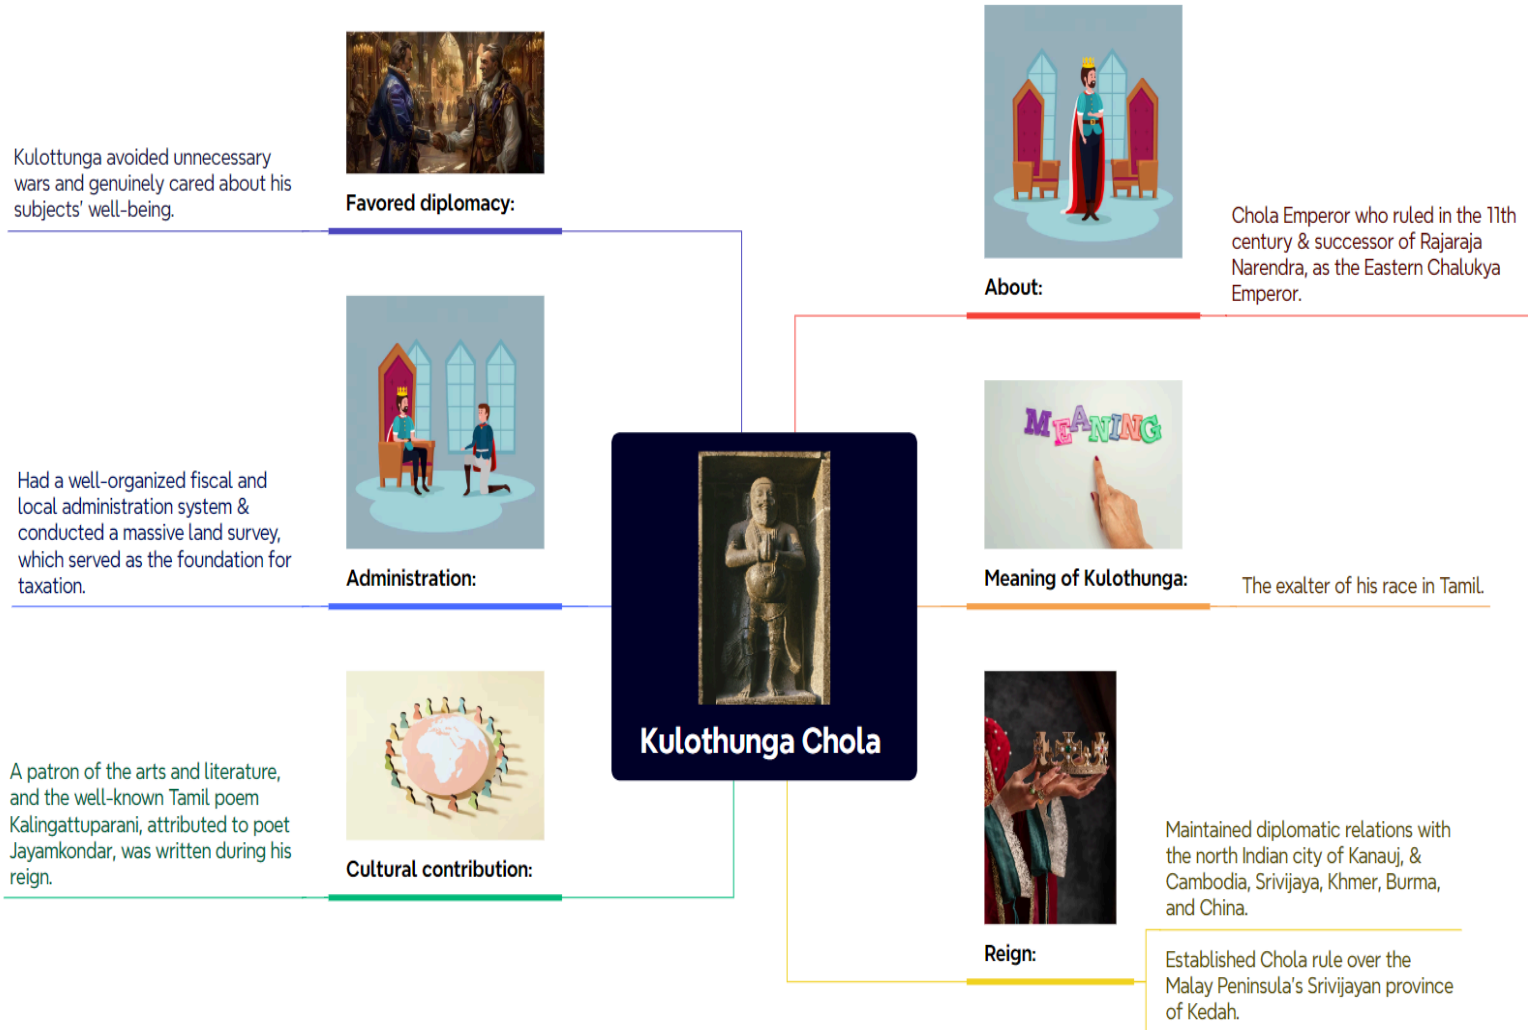 Kulottunga avoided unnecessary
wars and genuinely cared about his
subjects' well-being.
Favored diplomacy:
Had a well-organized fiscal and
local administration system &
conducted a massive land survey,
which served as the foundation for
taxation.
Administration:
A patron of the arts and literature,
and the well-known Tamil poem
Kalingattuparani, attributed to poet
Jayamkondar, was written during his
reign.
Cultural contribution:
Kulothunga Chola
About:
Chola Emperor who ruled in the 11th
century & successor of Rajaraja
Narendra, as the Eastern Chalukya
Emperor.
MEANING
Meaning of Kulothunga:
The exalter of his race in Tamil.
Reign:
Maintained diplomatic relations with
the north Indian city of Kanauj, &
Cambodia, Srivijaya, Khmer, Burma,
and China.
Established Chola rule over the
Malay Peninsula's Srivijayan province
of Kedah.